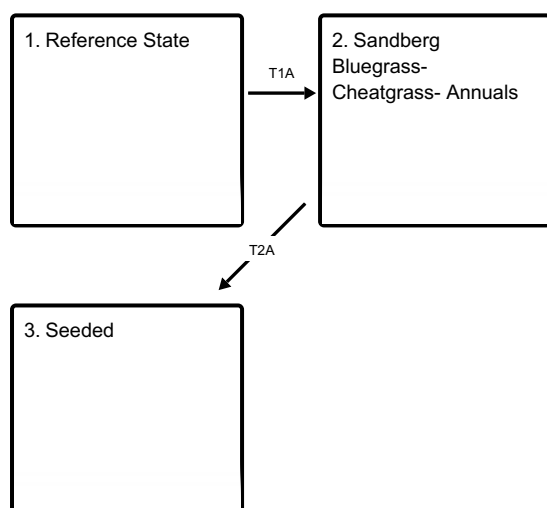 1. Reference State
T1A
2. Sandberg
Bluegrass-
Cheatgrass- Annuals
T2A
3. Seeded